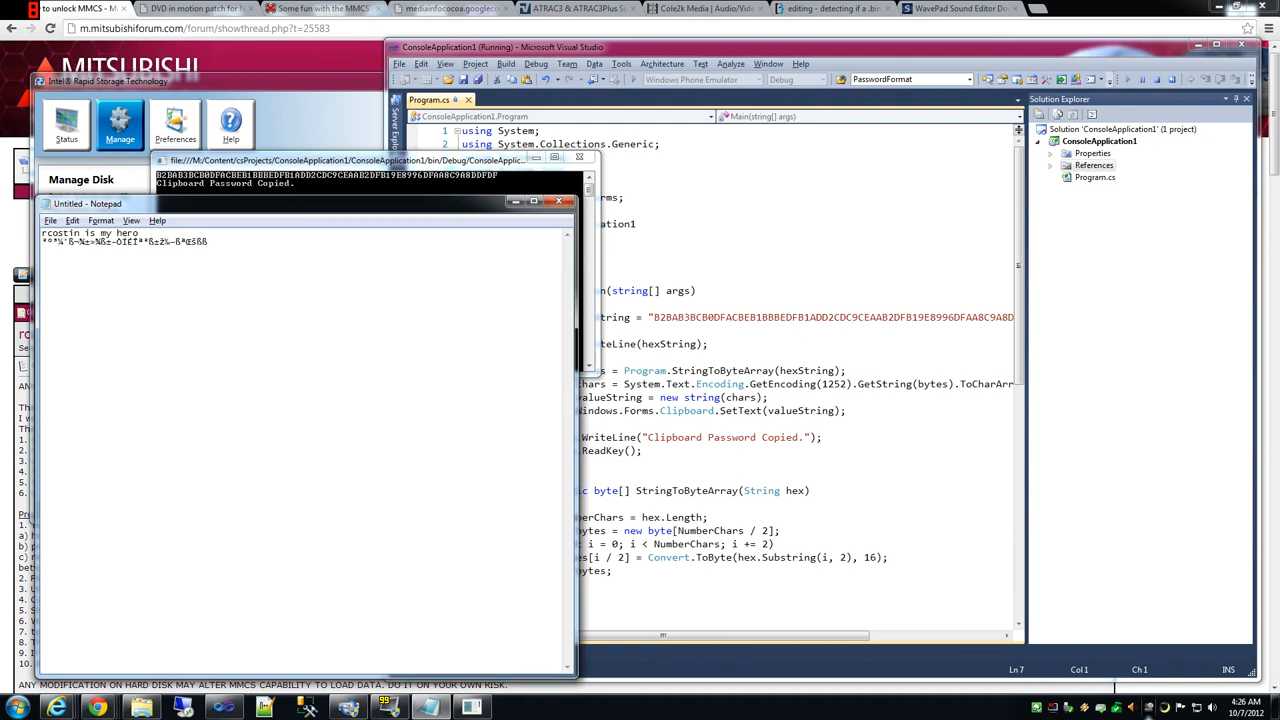 to unlock MMCS - M
DVD in motion patch for N
Some fun with the MMCS
mediainfococoa.googlec
ATRAC3 & ATRAC3Plus Su
Cole2k Media | Audio/Vide
editing - detecting if a .bin
WavePad Sound Editor Do
m.mitsubishiforum.com/forum/showthread.php?t=25583
MITSUBISHI
Intel® Rapid Storage Technology
Status
Manage
Preferences
Help
Manage Disk
file:///M:/Content/csProjects/ConsoleApplication1/ConsoleApplication1/bin/Debug/ConsoleApplic...
Clipboard Password Copied.
Untitled - Notepad
File Edit Format View Help
rcostin is my hero
ConsoleApplication1 (Running) - Microsoft Visual Studio
File Edit View Project Build Debug Team Data Tools Architecture Test Analyze Window Help
Windows Phone Emulator
Debug
PasswordFormat
Program.cs
ConsoleApplication1.Program
Main(string[] args)
Server Explorer
1 using System;
2 using System.Collections.Generic;
rms;
ation1
n(string[] args)
tring = "B2BAB3BCB0DFACBEB1BBBEDFB1ADD2CDC9CEAAB2DFB19E8996DFAA8C9A8D
teLine(hexString);
s = Program.StringToByteArray(hexString);
hars = System.Text.Encoding.GetEncoding(1252).GetString(bytes).ToCharArr
valueString = new string(chars);
Windows.Forms.Clipboard.SetText(valueString);
WriteLine("Clipboard Password Copied.");
ReadKey();
ic byte[] StringToByteArray(String hex)
berChars = hex.Length;
ytes = new byte[NumberChars / 2];
; i = 0; i < NumberChars; i += 2)
es[i / 2] = Convert.ToByte(hex.Substring(i, 2), 16);
bytes;
Solution Explorer
Solution 'ConsoleApplication1' (1 project)
ConsoleApplication1
Properties
References
Program.cs
Ln 7 Col 1 Ch 1 INS
ANY MODIFICATION ON HARD DISK MAY ALTER MMCS CAPABILITY TO LOAD DATA. DO IT ON YOUR OWN RISK.
99
4:26 AM
10/7/2012